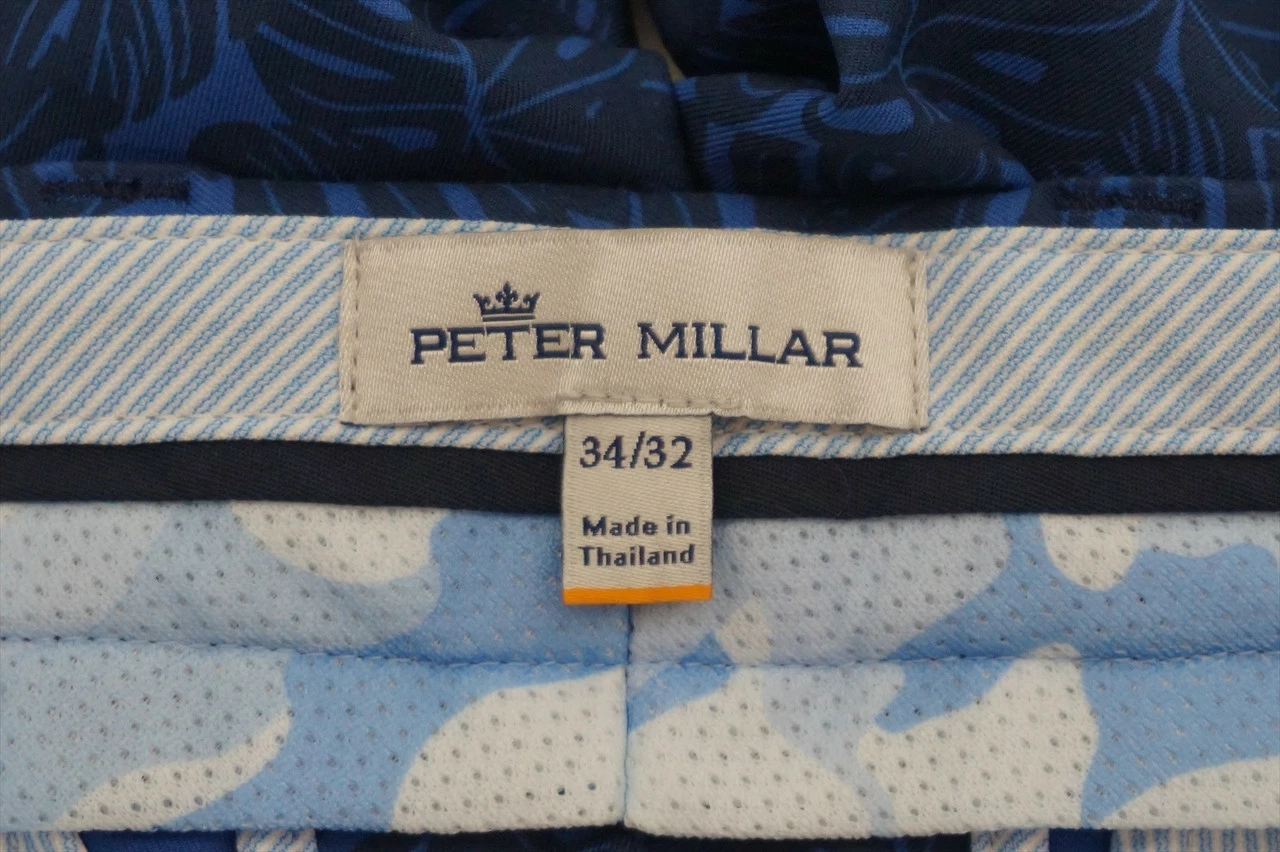 PETER MILLAR
34/32
Made in
Thailand